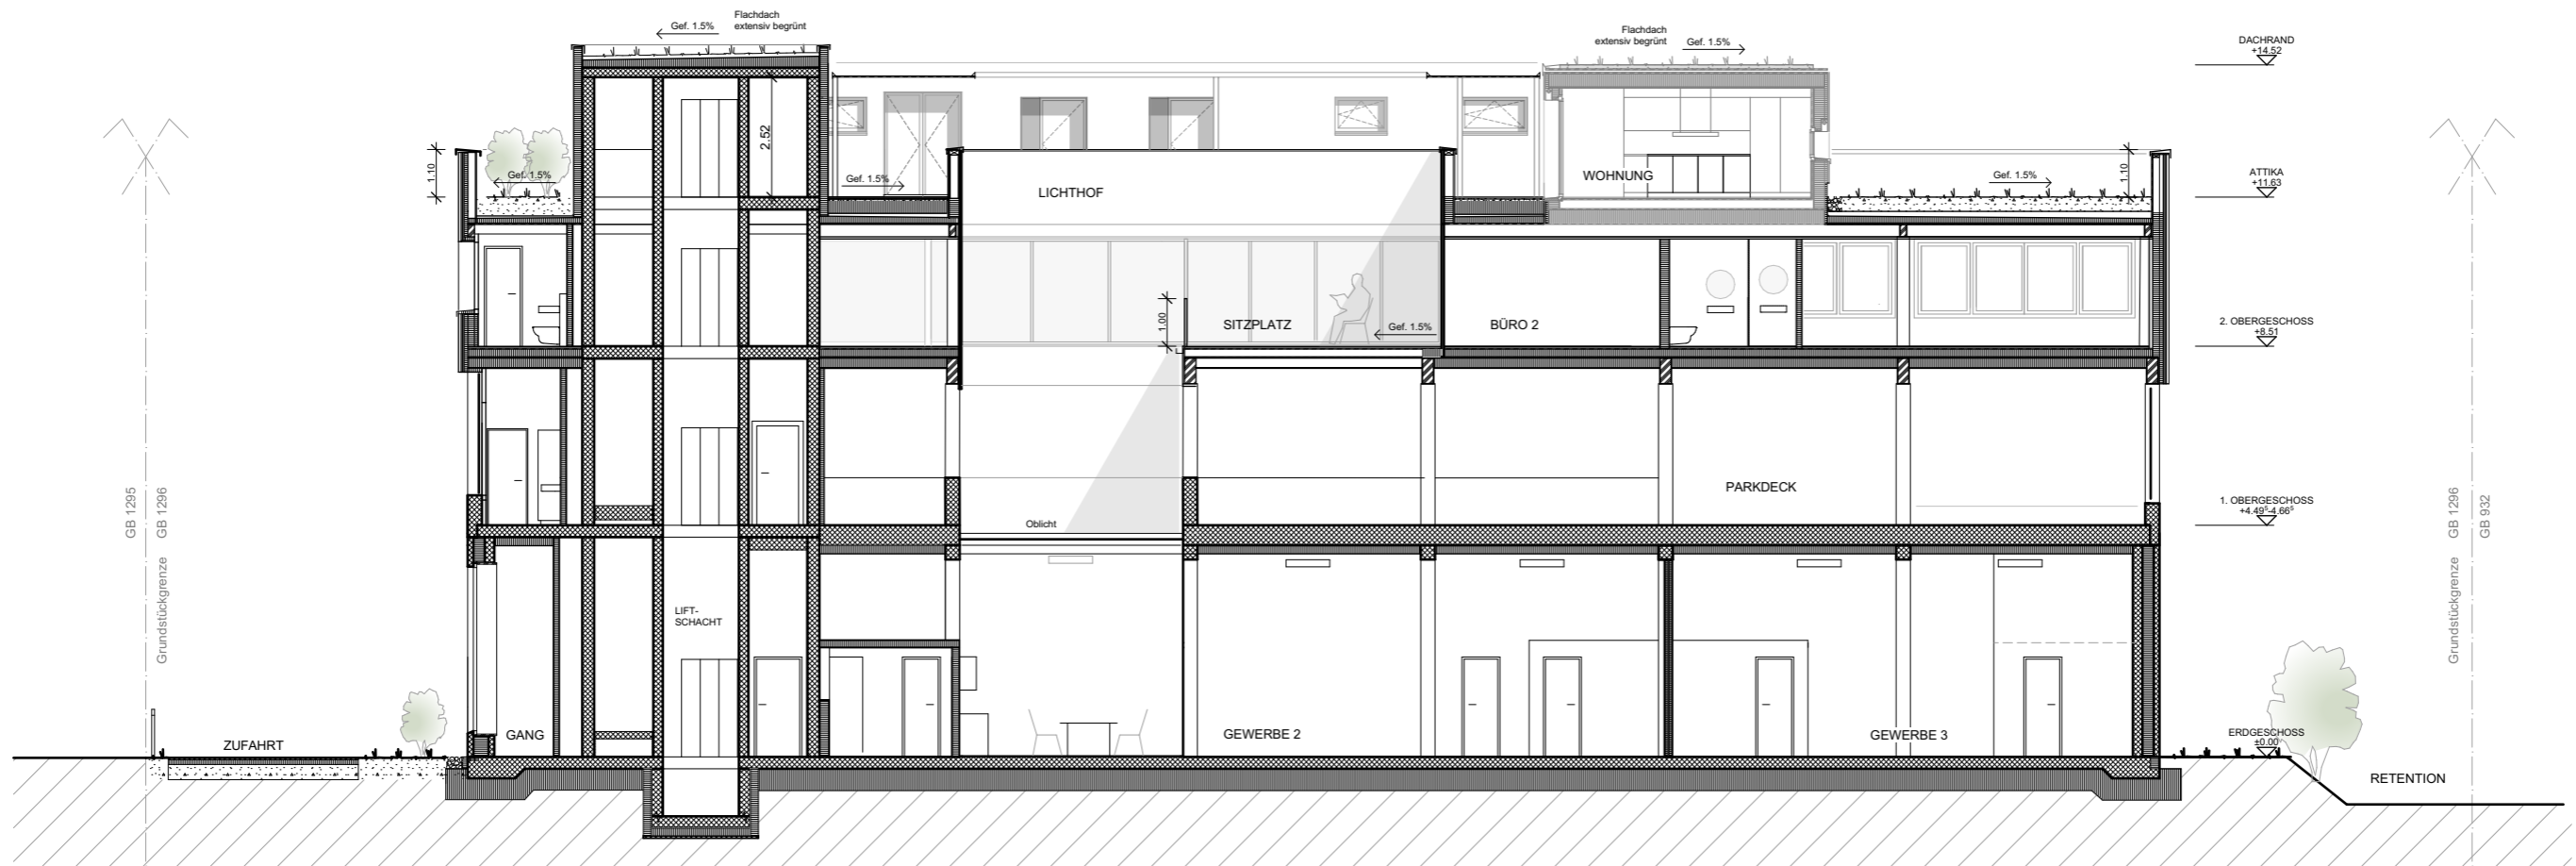 Flachdach
extensiv begrünt
Gef. 1.5%
Flachdach
extensiv begrünt
Gef. 1.5%
DACHRAND
+14.52
2.52
1.10
Gef. 1.5%
Gef. 1.5%
LICHTHOF
WOHNUNG
Gef. 1.5%
1.10
ATTIKA
+11.63
1.00
SITZPLATZ
Gef. 1.5%
BÜRO 2
2. OBERGESCHOSS
+8.51
PARKDECK
GB 1295
GB 1296
Grundstückgrenze
Oblicht
1. OBERGESCHOSS
+4.49⁵-4.66⁵
GB 1296
GB 932
Grundstückgrenze
LIFT-
SCHACHT
ZUFAHRT
GANG
GEWERBE 2
GEWERBE 3
ERDGESCHOSS
±0.00
RETENTION